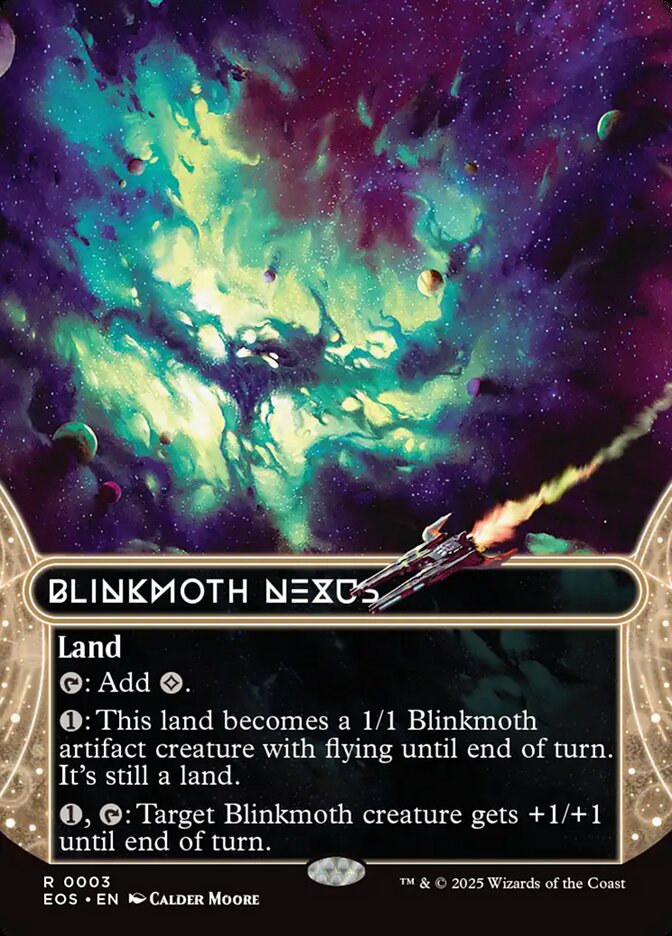 BLINKMOTH NEXUS
Land
: Add .
1: This land becomes a 1/1 Blinkmoth
artifact creature with flying until end of turn.
It's still a land.
1, : Target Blinkmoth creature gets +1/+1
until end of turn.
R 0003
EOS • EN CALDER MOORE
™ & © 2025 Wizards of the Coast